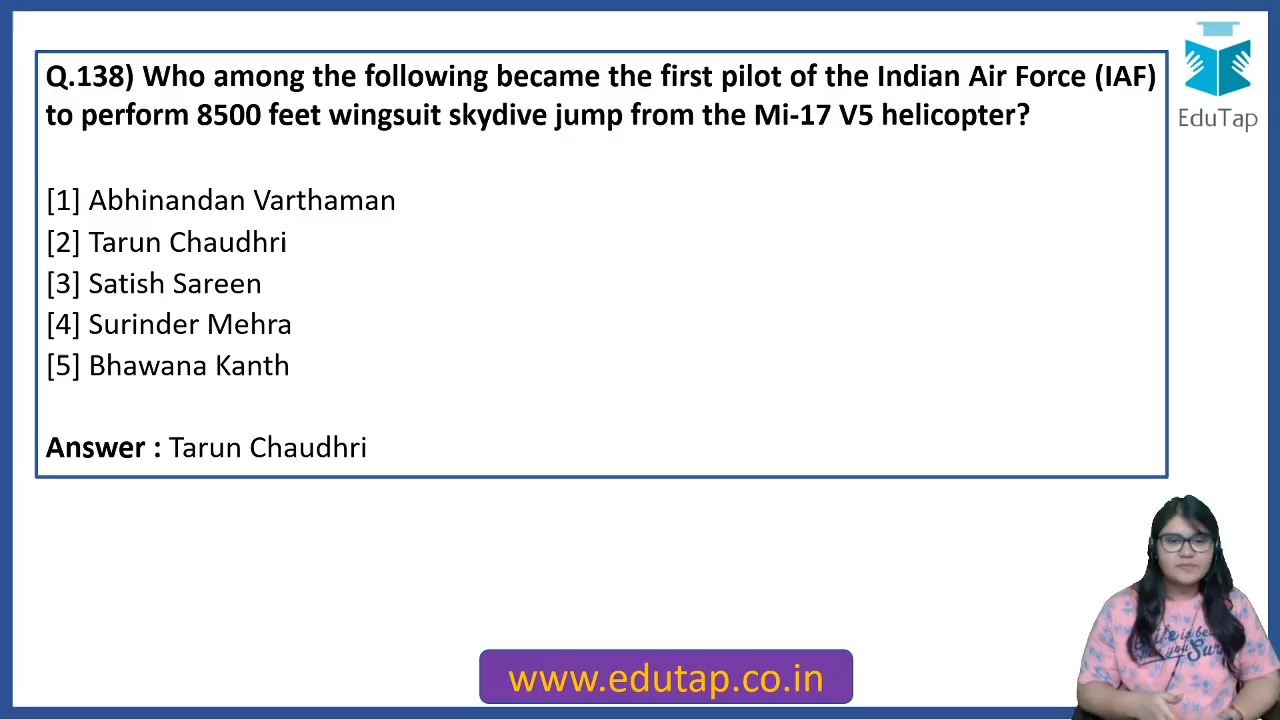 Q.138) Who among the following became the first pilot of the Indian Air Force (IAF)
to perform 8500 feet wingsuit skydive jump from the Mi-17 V5 helicopter?
[1] Abhinandan Varthaman
[2] Tarun Chaudhri
[3] Satish Sareen
[4] Surinder Mehra
[5] Bhawana Kanth
Answer : Tarun Chaudhri
EduTap
www.edutap.co.in